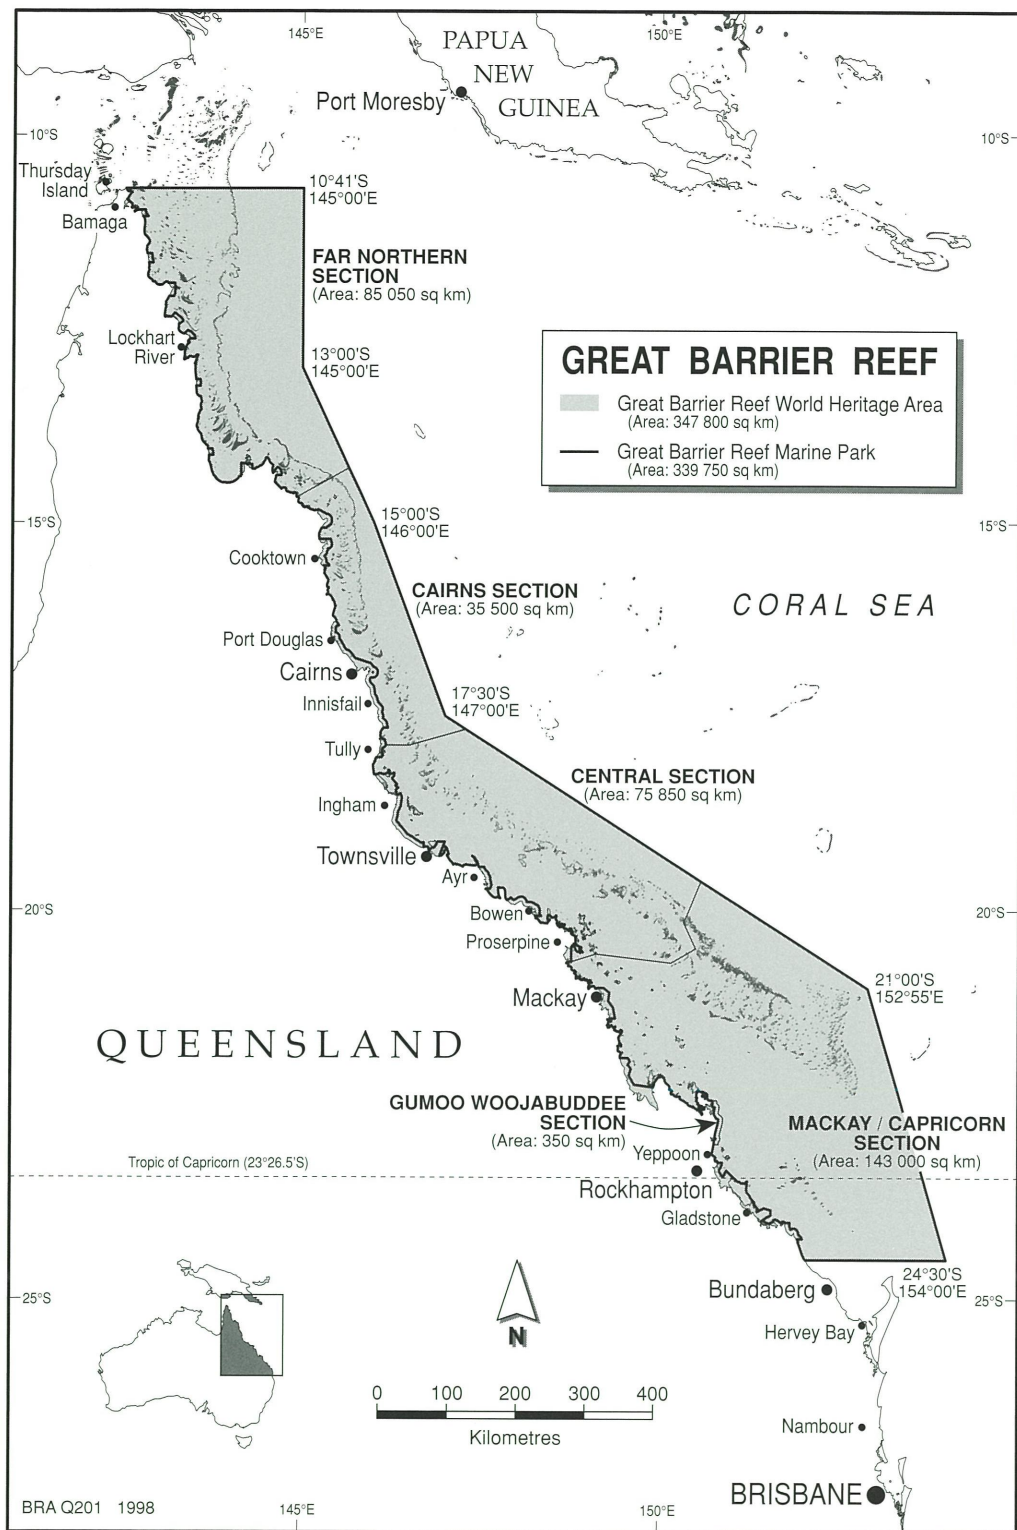 145°E
150°E
PAPUA
NEW
GUINEA
Port Moresby
10°S
10°S
Thursday
Island
Bamaga
10°41'S
145°00'E
FAR NORTHERN
SECTION
(Area: 85 050 sq km)
Lockhart
River
13°00'S
145°00'E
GREAT BARRIER REEF
Great Barrier Reef World Heritage Area
(Area: 347 800 sq km)
Great Barrier Reef Marine Park
(Area: 339 750 sq km)
15°S
15°00'S
146°00'E
15°S
Cooktown
CAIRNS SECTION
(Area: 35 500 sq km)
CORAL SEA
Port Douglas
Cairns
Innisfail
17°30'S
147°00'E
Tully
CENTRAL SECTION
(Area: 75 850 sq km)
Ingham
Townsville
Ayr
20°S
Bowen
20°S
Proserpine
21°00'S
152°55'E
Mackay
QUEENSLAND
GUMOO WOOJABUDDEE
SECTION
(Area: 350 sq km)
MACKAY / CAPRICORN
SECTION
(Area: 143 000 sq km)
Yeppoon
Tropic of Capricorn (23°26.5'S)
Rockhampton
Gladstone
24°30'S
154°00'E
25°S
Bundaberg
25°S
Hervey Bay
N
0 100 200 300 400
Kilometres
Nambour
BRISBANE
BRA Q201 1998
145°E
150°E